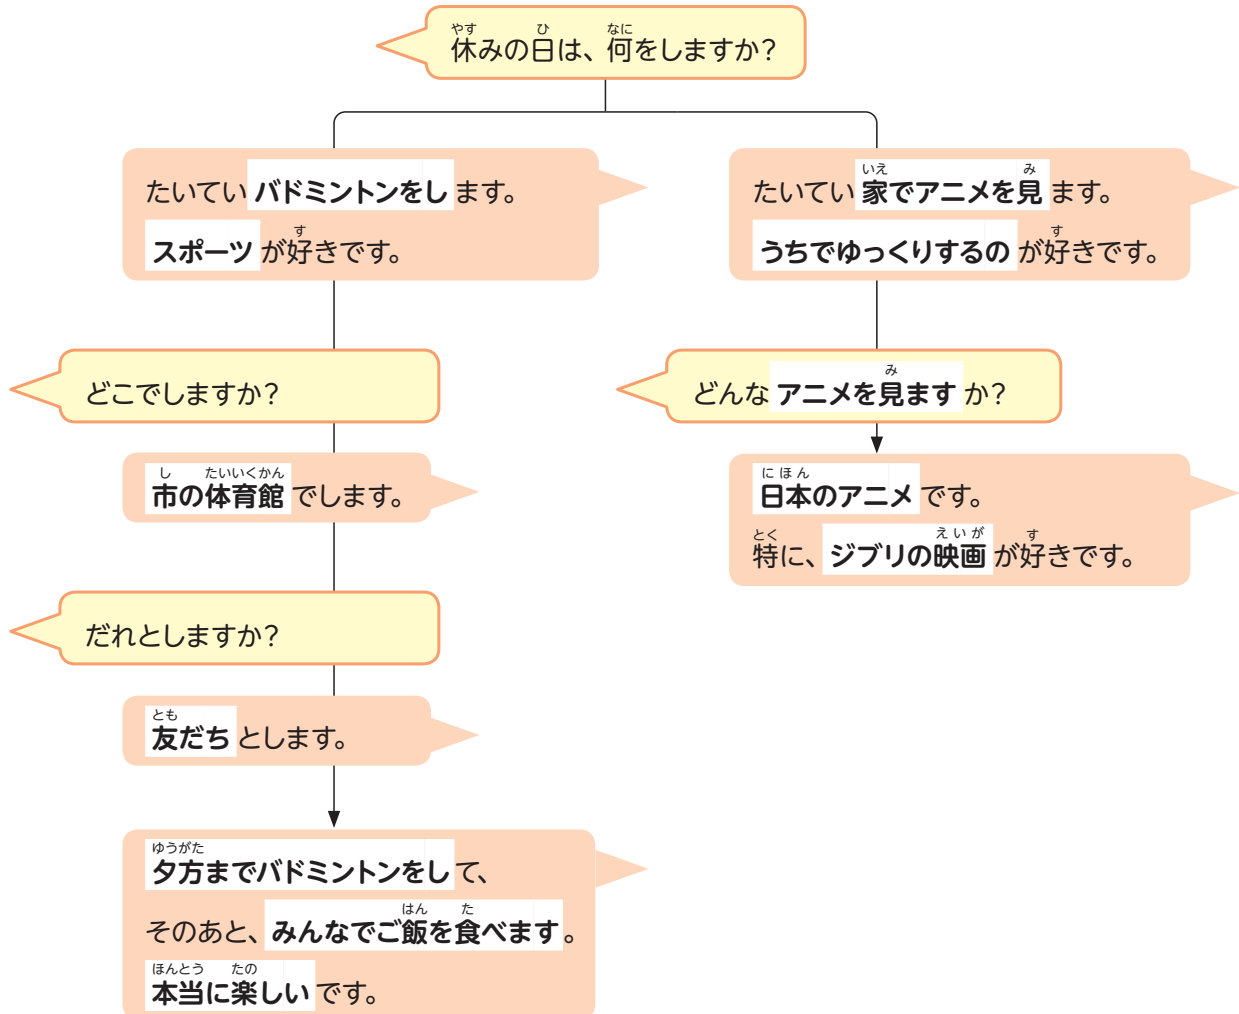 休みの日は、何をしますか？
たいてい バドミントンをし ます。
スポーツ が好きです。
どこでしますか？
市の体育館 でします。
だれとしますか？
友だち とします。
夕方までバドミントンをし て、
そのあと、 みんなでご飯を食べます 。
本当に楽しい です。
たいてい 家でアニメを見 ます。
うちでゆっくりするの が好きです。
どんな アニメを見ます か？
日本のアニメ です。
特に、 ジブリの映画 が好きです。